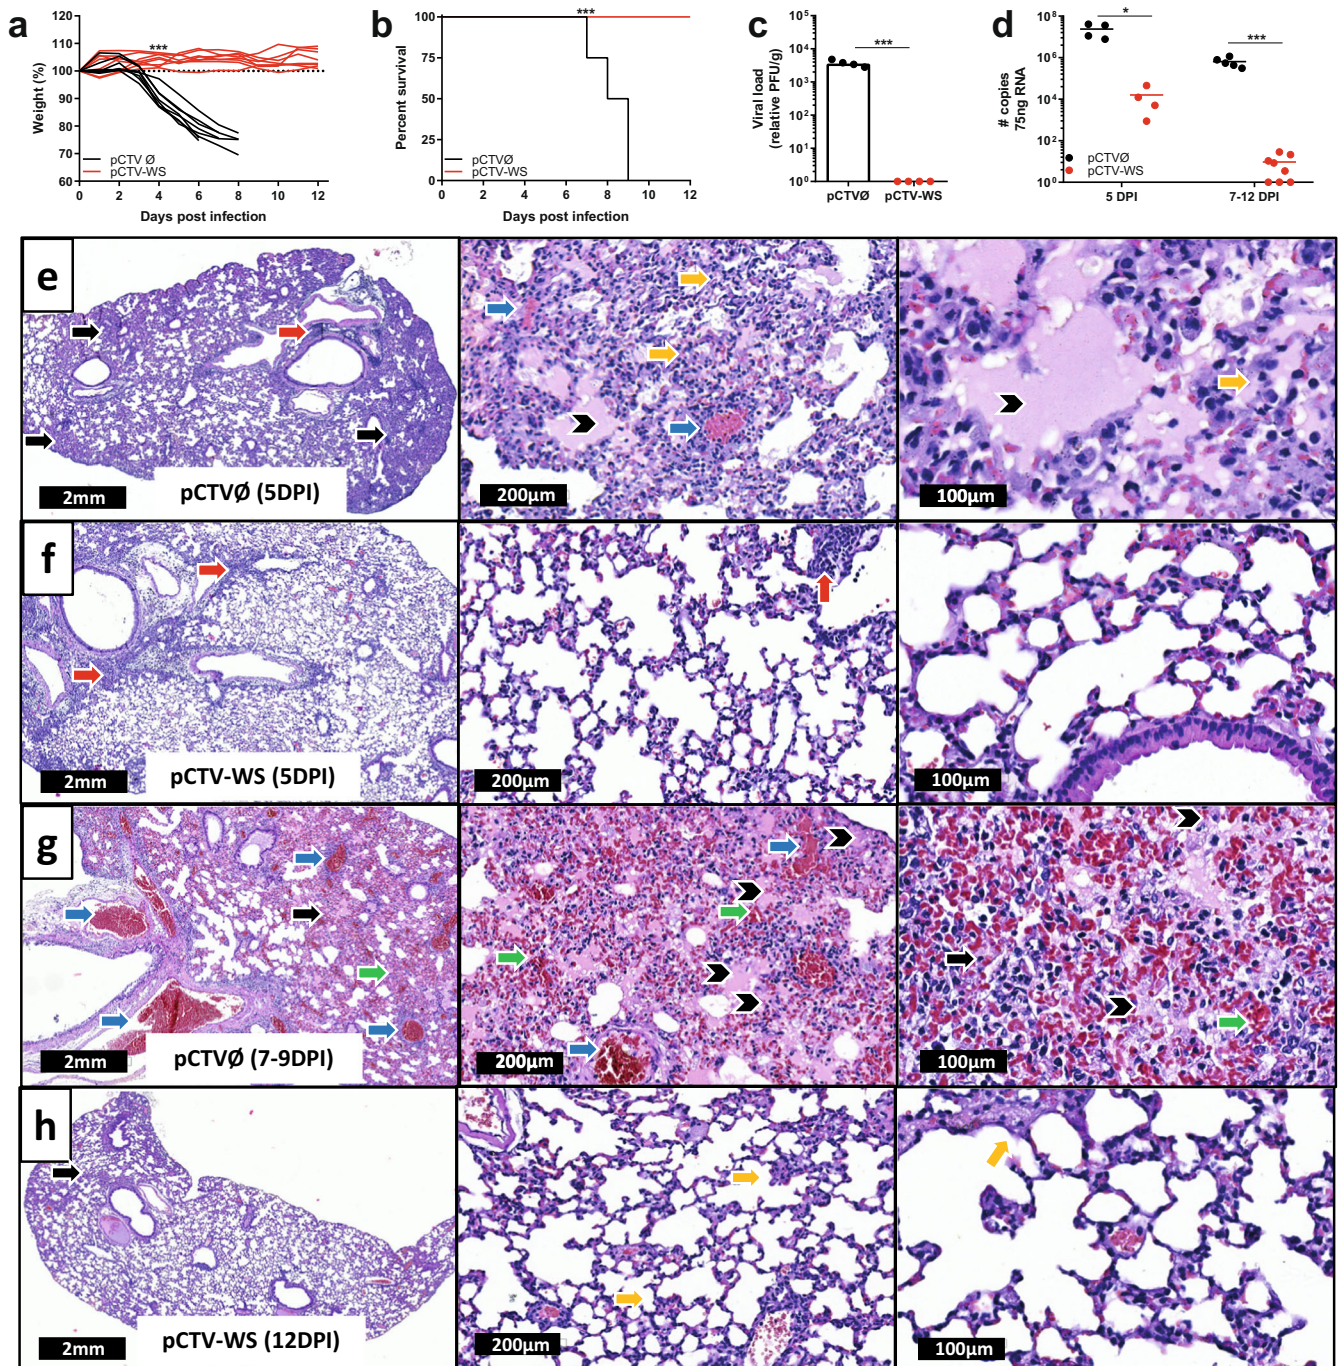 a
***
Weight (%)
120
110
100
90
80
70
60
pCTV Ø
pCTV-WS
0 2 4 6 8 10 12
Days post infection
b
***
Percent survival
100
75
50
25
0
pCTVØ
pCTV-WS
0 2 4 6 8 10 12
Days post infection
c
***
Viral load
(relative PFU/g)
10⁵
10⁴
10³
10²
10¹
10⁰
pCTVØ pCTV-WS
d
*
***
# copies
75ng RNA
10⁸
10⁶
10⁴
10²
10⁰
pCTVØ
pCTV-WS
5 DPI 7-12 DPI
e
2mm
pCTVØ (5DPI)
200µm
100µm
f
2mm
pCTV-WS (5DPI)
200µm
100µm
g
2mm
pCTVØ (7-9DPI)
200µm
100µm
h
2mm
pCTV-WS (12DPI)
200µm
100µm